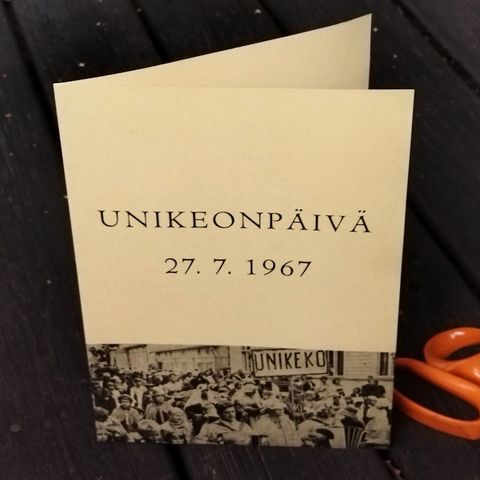 UNIKEONPÄIVÄ
27. 7. 1967
UNIKEKO